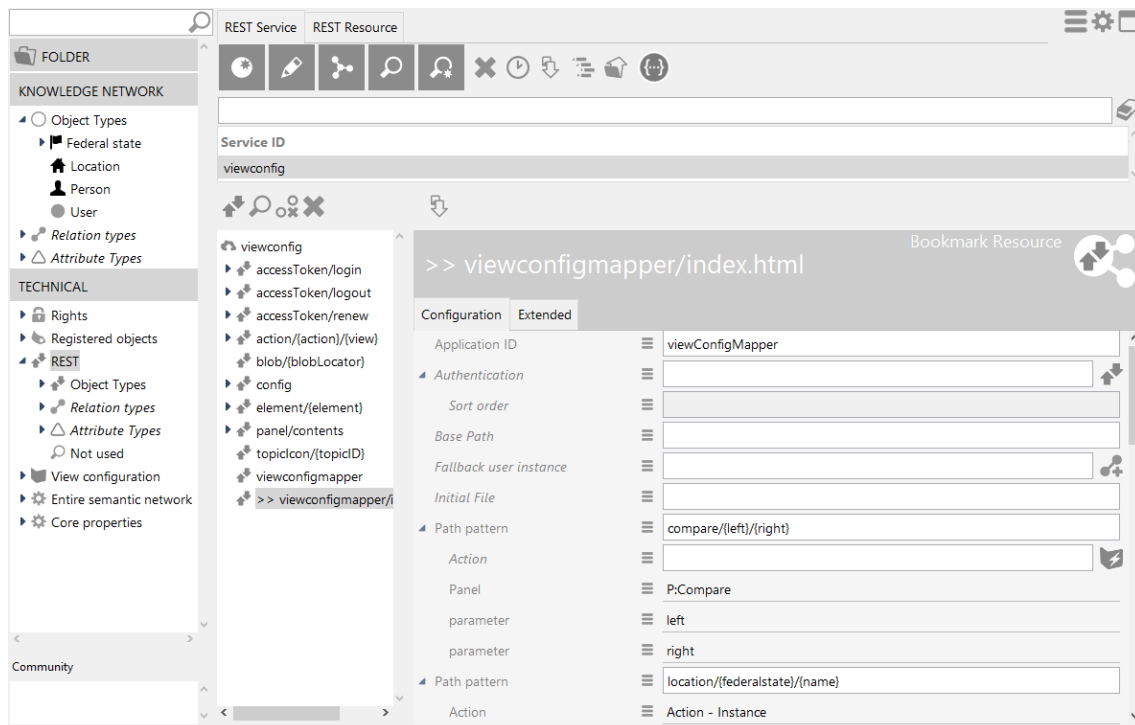 REST Service REST Resource
FOLDER
KNOWLEDGE NETWORK
Object Types
Federal state
Location
Person
User
Relation types
Attribute Types
TECHNICAL
Rights
Registered objects
REST
Object Types
Relation types
Attribute Types
Not used
View configuration
Entire semantic network
Core properties
Community
Service ID
viewconfig
viewconfig
accessToken/login
accessToken/logout
accessToken/renew
action/{action}/{view}
blob/{blobLocator}
config
element/{element}
panel/contents
topicIcon/{topicID}
viewconfigmapper
>> viewconfigmapper/i
Bookmark Resource
>> viewconfigmapper/index.html
Configuration Extended
Application ID viewConfigMapper
Authentication
Sort order
Base Path
Fallback user instance
Initial File
Path pattern compare/{left}/{right}
Action
Panel P:Compare
parameter left
parameter right
Path pattern location/{federalstate}/{name}
Action Action - Instance